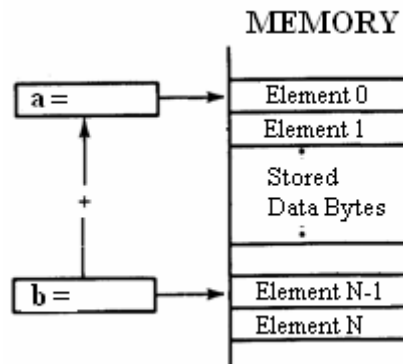 MEMORY
a =
Element 0
Element 1
Stored
Data Bytes
+
b =
Element N-1
Element N